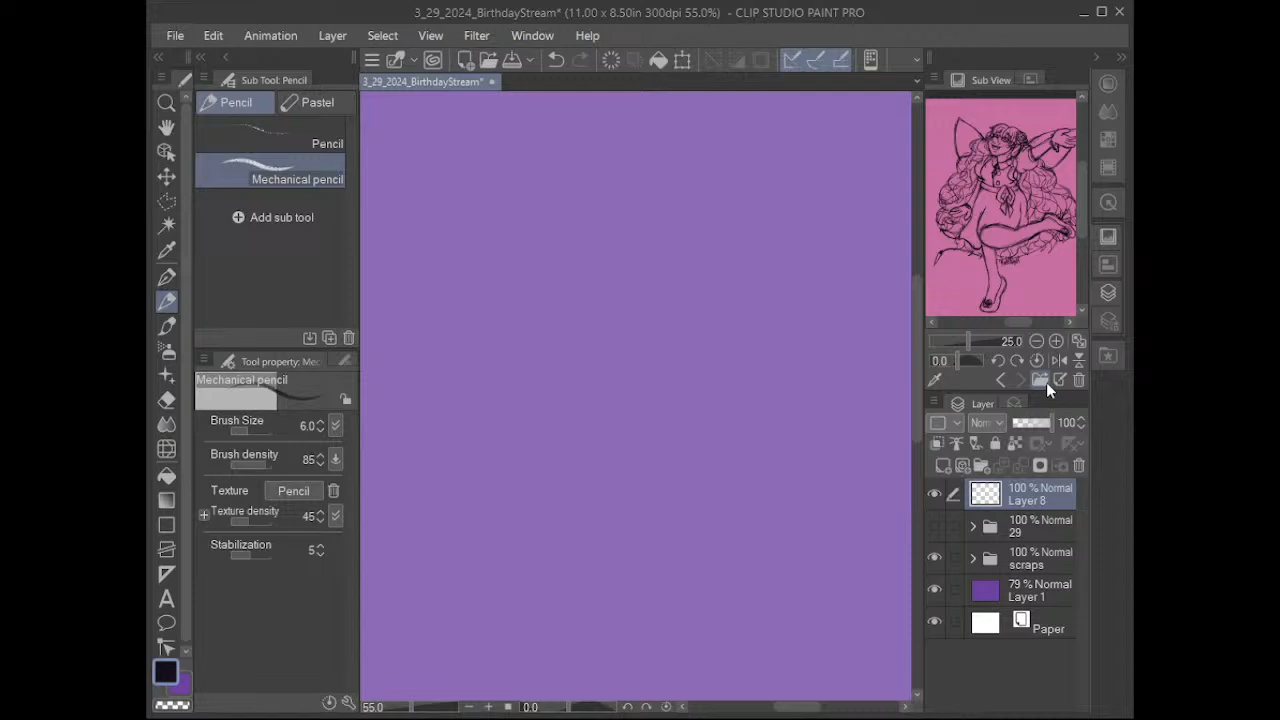 3_29_2024_BirthdayStream* (11.00 x 8.50in 300dpi 55.0%) - CLIP STUDIO PAINT PRO
File Edit Animation Layer Select View Filter Window Help
Sub Tool: Pencil
3_29_2024_BirthdayStream*
Sub View
Pencil
Pastel
Pencil
Mechanical pencil
Add sub tool
25.0
0.0
Tool property: Mec
Mechanical pencil
Brush Size
6.0
Brush density
85
Texture
Pencil
Texture density
45
Stabilization
5
Layer
Norn
100
100 % Normal
Layer 8
100 % Normal
29
100 % Normal
scraps
79 % Normal
Layer 1
Paper
55.0
0.0